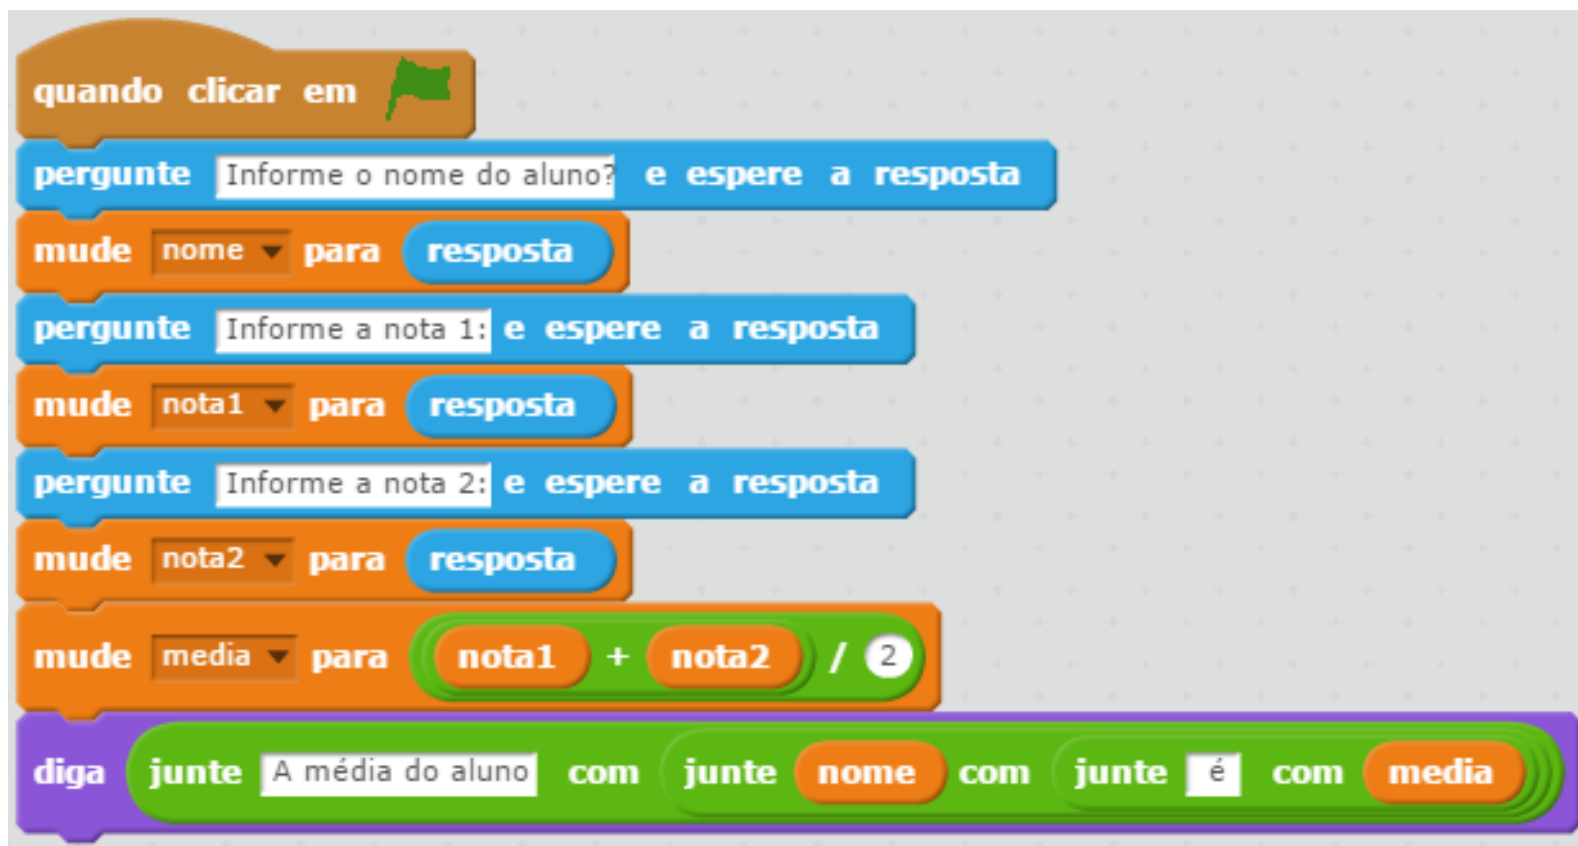 quando clicar em
pergunte Informe o nome do aluno? e espere a resposta
mude nome para resposta
pergunte Informe a nota 1: e espere a resposta
mude nota1 para resposta
pergunte Informe a nota 2: e espere a resposta
mude nota2 para resposta
mude media para nota1 + nota2 / 2
diga junte A média do aluno com junte nome com junte é com media